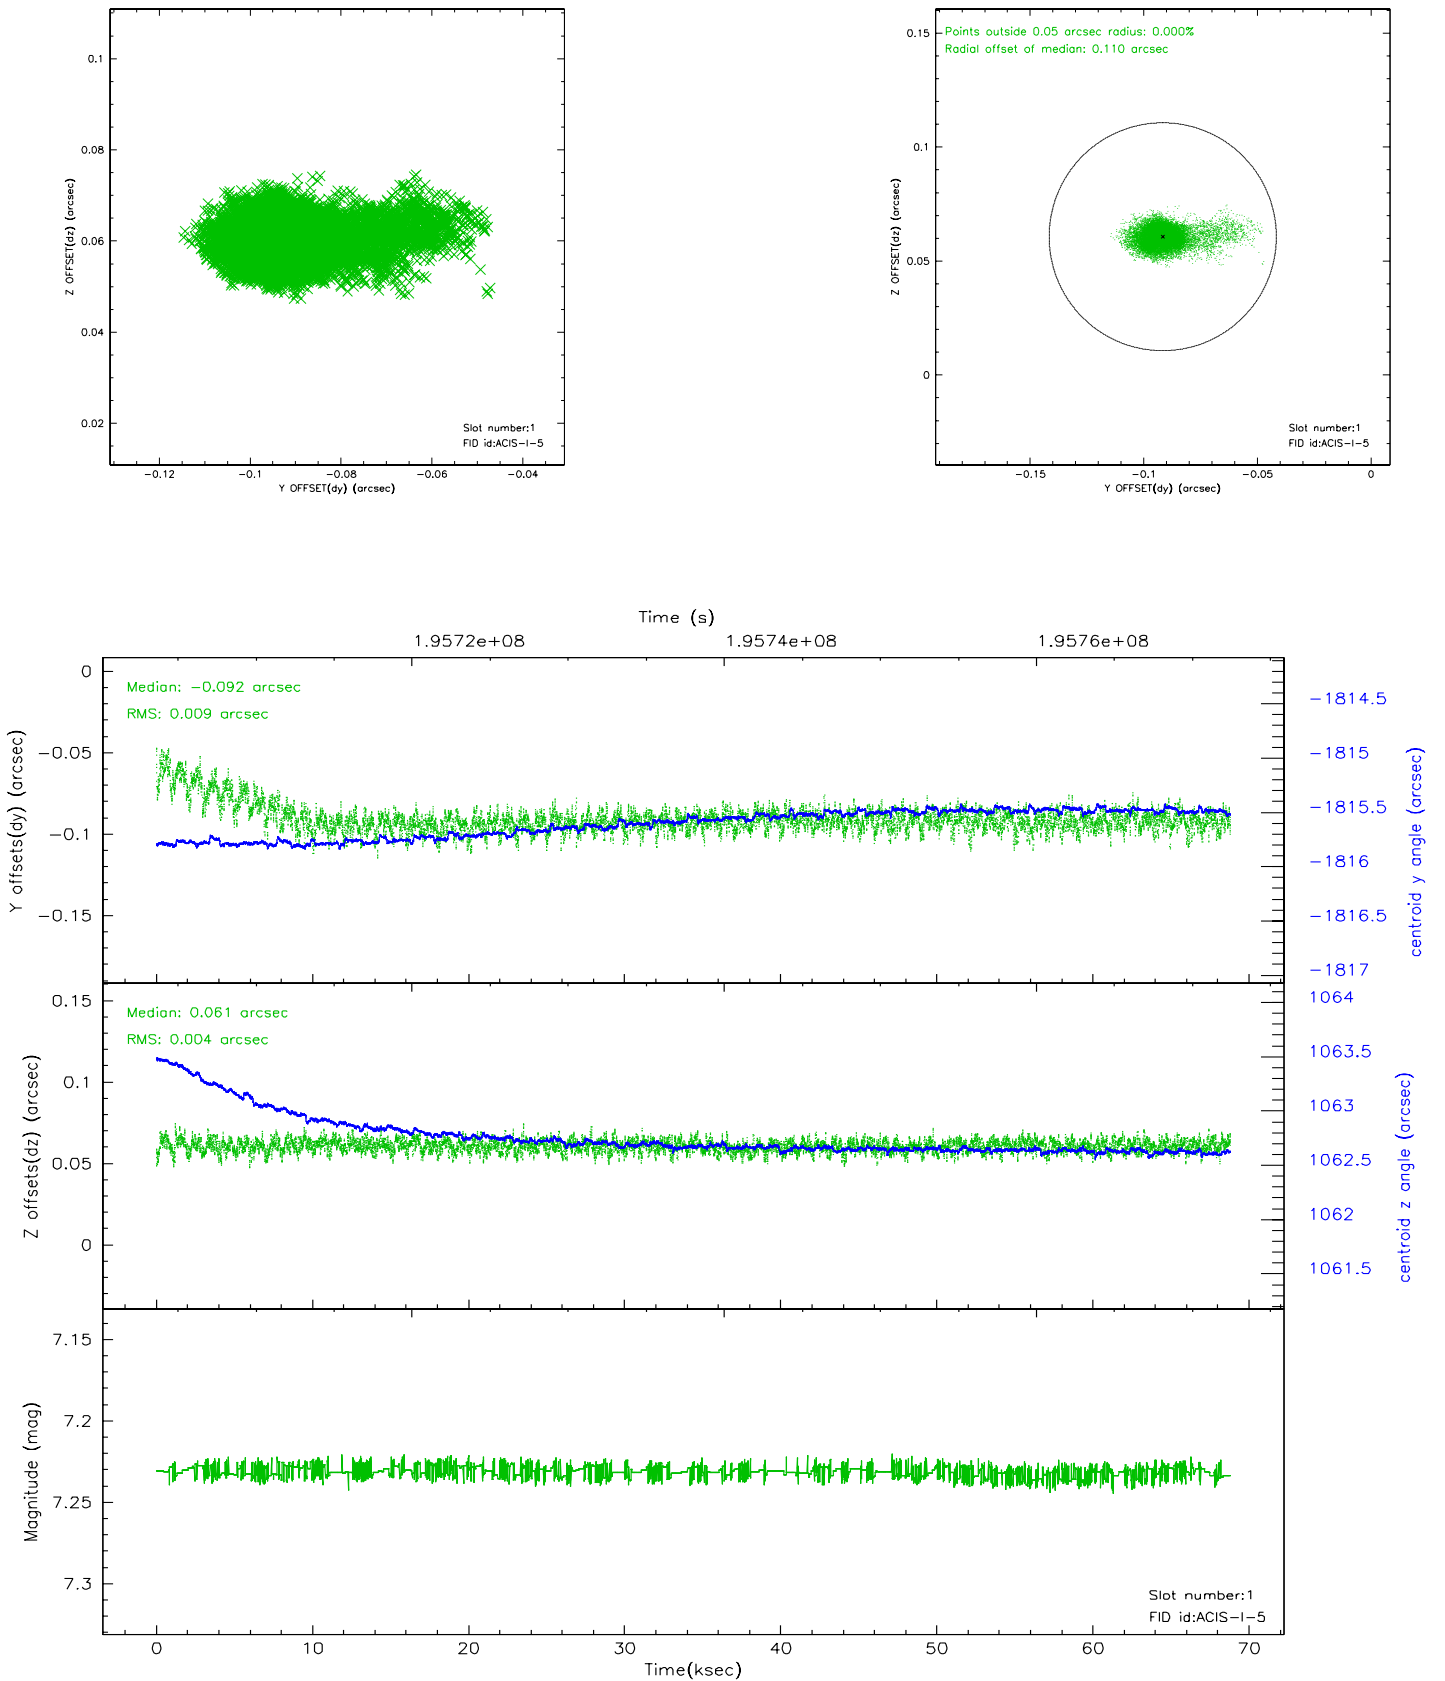 0.1
0.08
0.06
0.04
0.02
Z OFFSET(dz) (arcsec)
Slot number:1
FID id:ACIS-I-5
-0.12
-0.1
-0.08
-0.06
-0.04
Y OFFSET(dy) (arcsec)
Points outside 0.05 arcsec radius: 0.000%
Radial offset of median: 0.110 arcsec
0.15
0.1
0.05
0
Z OFFSET(dz) (arcsec)
Slot number:1
FID id:ACIS-I-5
-0.15
-0.1
-0.05
0
Y OFFSET(dy) (arcsec)
Time (s)
1.9572e+08
1.9574e+08
1.9576e+08
Median: -0.092 arcsec
RMS: 0.009 arcsec
0
-0.05
-0.1
-0.15
Y offsets(dy) (arcsec)
-1814.5
-1815
-1815.5
-1816
-1816.5
-1817
centroid y angle (arcsec)
Median: 0.061 arcsec
RMS: 0.004 arcsec
0.15
0.1
0.05
0
Z offsets(dz) (arcsec)
1064
1063.5
1063
1062.5
1062
1061.5
centroid z angle (arcsec)
7.15
7.2
7.25
7.3
Magnitude (mag)
Slot number:1
FID id:ACIS-I-5
0
10
20
30
40
50
60
70
Time(ksec)